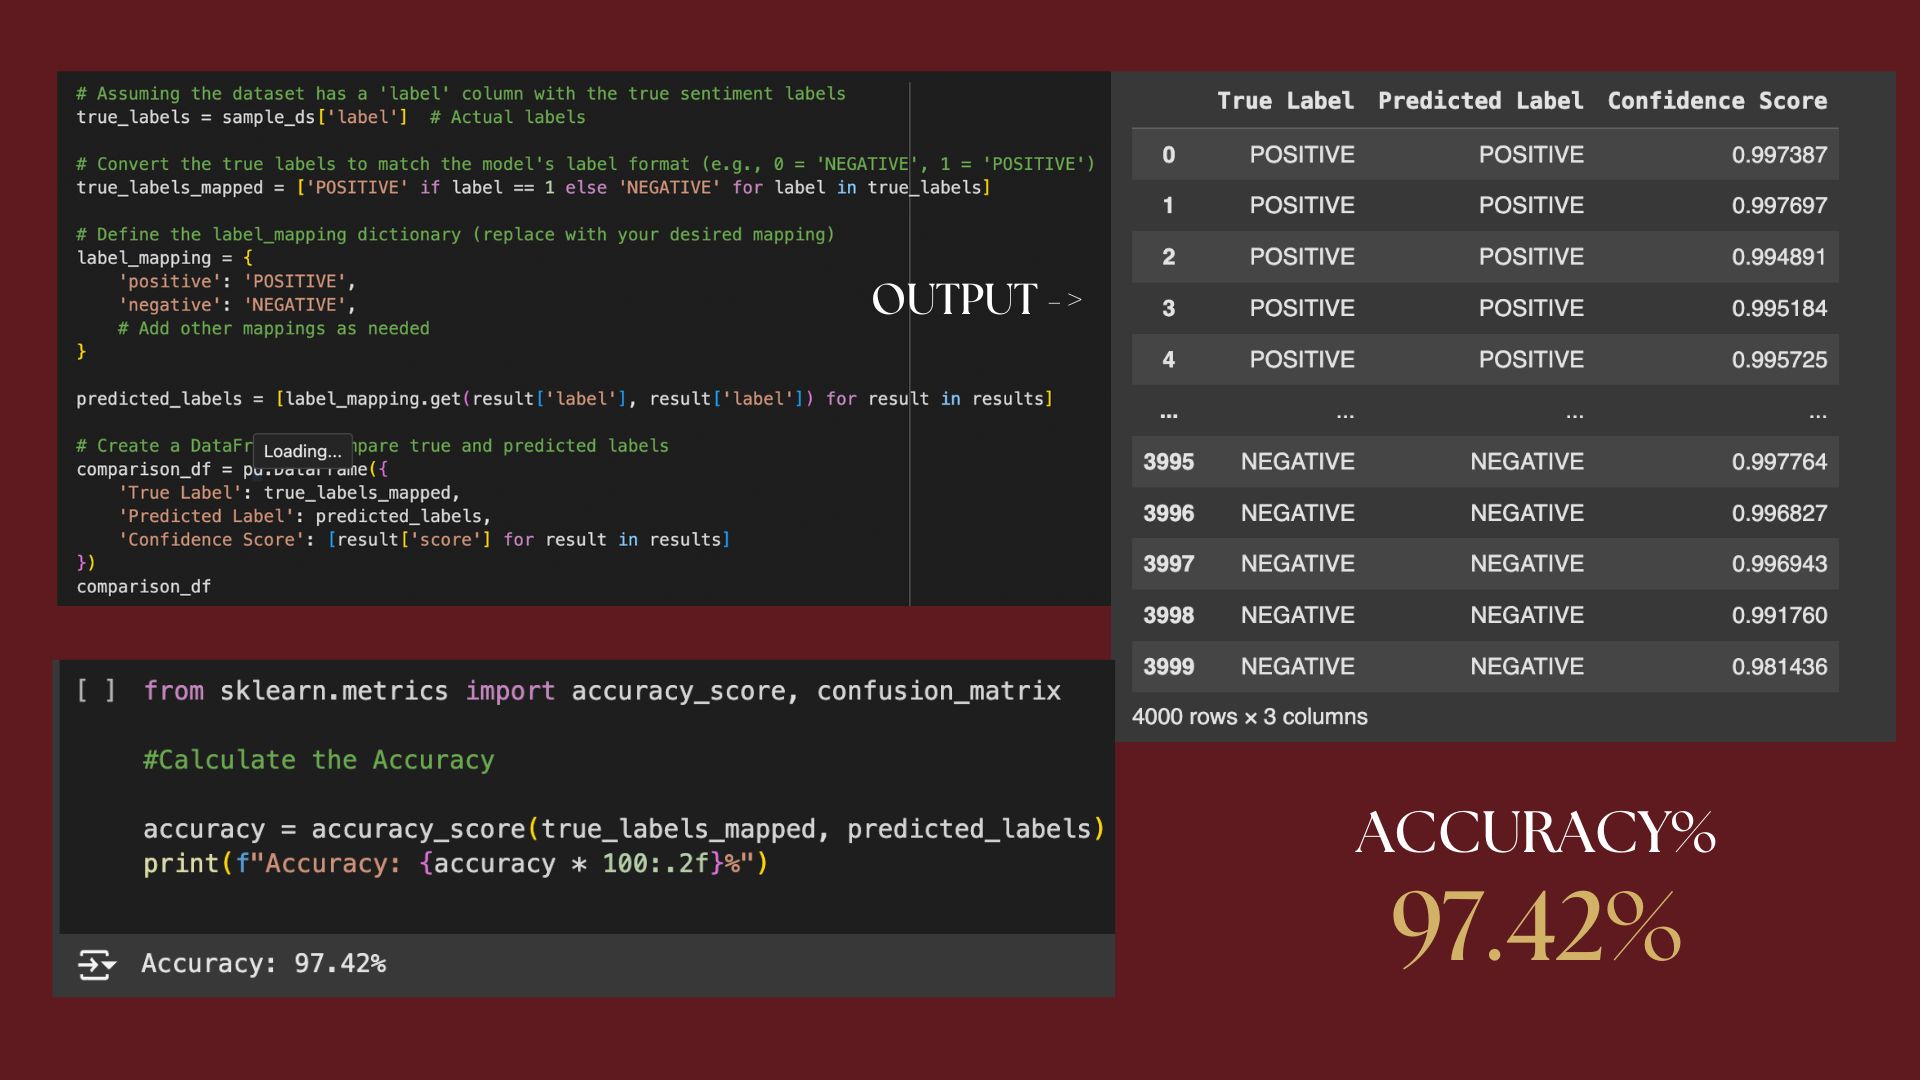 # Assuming the dataset has a 'label' column with the true sentiment labels
true_labels = sample_ds['label']  # Actual labels
# Convert the true labels to match the model's label format (e.g., 0 = 'NEGATIVE', 1 = 'POSITIVE')
true_labels_mapped = ['POSITIVE' if label == 1 else 'NEGATIVE' for label in true_labels]
# Define the label_mapping dictionary (replace with your desired mapping)
label_mapping = {
    'positive': 'POSITIVE',
    'negative': 'NEGATIVE',
    # Add other mappings as needed
}
predicted_labels = [label_mapping.get(result['label'], result['label']) for result in results]
# Create a DataFr mpare true and predicted labels
Loading...
comparison_df = pd.DataFrame({
    'True Label': true_labels_mapped,
    'Predicted Label': predicted_labels,
    'Confidence Score': [result['score'] for result in results]
})
comparison_df
OUTPUT – >
True Label Predicted Label Confidence Score
0 POSITIVE POSITIVE 0.997387
1 POSITIVE POSITIVE 0.997697
2 POSITIVE POSITIVE 0.994891
3 POSITIVE POSITIVE 0.995184
4 POSITIVE POSITIVE 0.995725
... ... ... ...
3995 NEGATIVE NEGATIVE 0.997764
3996 NEGATIVE NEGATIVE 0.996827
3997 NEGATIVE NEGATIVE 0.996943
3998 NEGATIVE NEGATIVE 0.991760
3999 NEGATIVE NEGATIVE 0.981436
4000 rows × 3 columns
[ ] from sklearn.metrics import accuracy_score, confusion_matrix
#Calculate the Accuracy
accuracy = accuracy_score(true_labels_mapped, predicted_labels)
print(f"Accuracy: {accuracy * 100:.2f}%")
Accuracy: 97.42%
ACCURACY%
97.42%